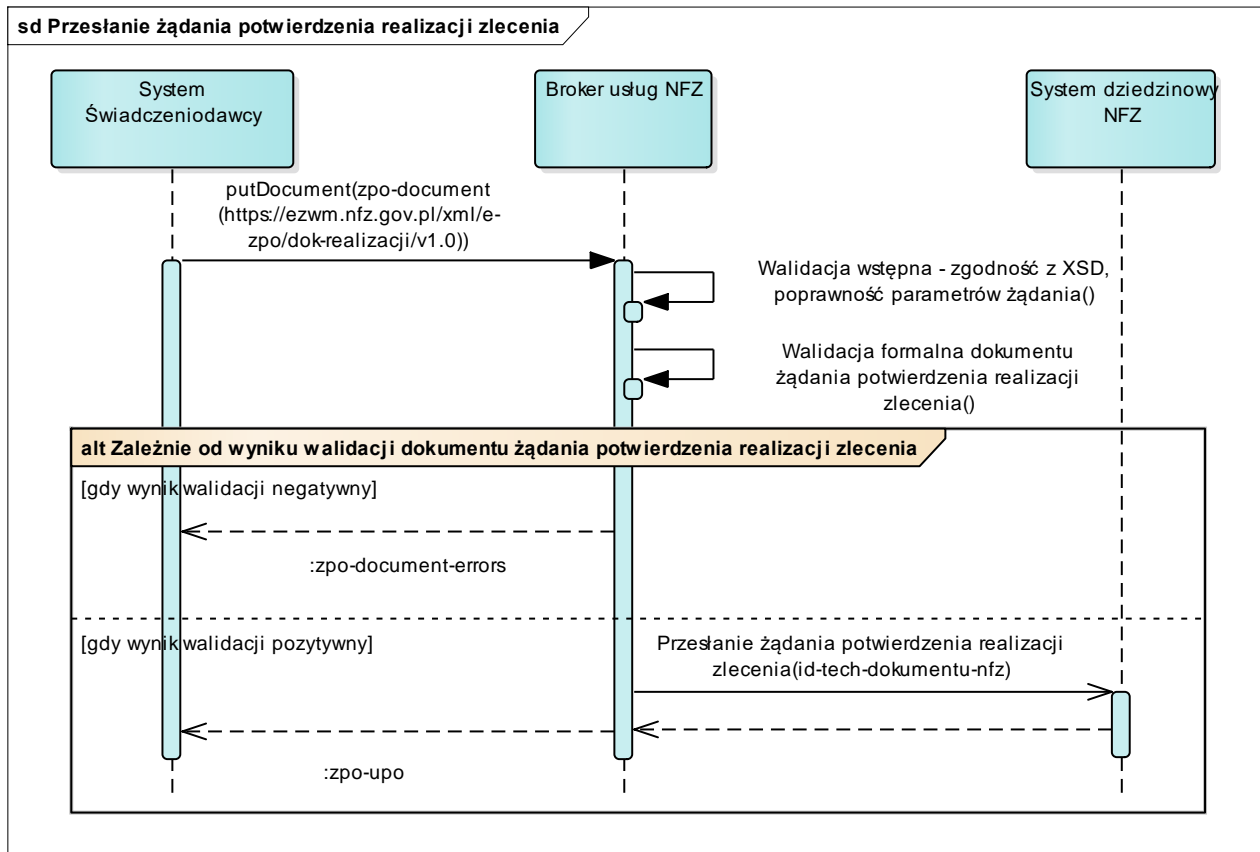 sd Przesłanie żądania potwierdzenia realizacji zlecenia
System
Świadczeniodawcy
Broker usług NFZ
System dziedzinowy
NFZ
putDocument(zpo-document
(https://ezwm.nfz.gov.pl/xml/e-
zpo/dok-realizacji/v1.0))
Walidacja wstępna - zgodność z XSD,
poprawność parametrów żądania()
Walidacja formalna dokumentu
żądania potwierdzenia realizacji
zlecenia()
alt Zależnie od wyniku walidacji dokumentu żądania potwierdzenia realizacji zlecenia
[gdy wynik walidacji negatywny]
:zpo-document-errors
[gdy wynik walidacji pozytywny]
Przesłanie żądania potwierdzenia realizacji
zlecenia(id-tech-dokumentu-nfz)
:zpo-upo